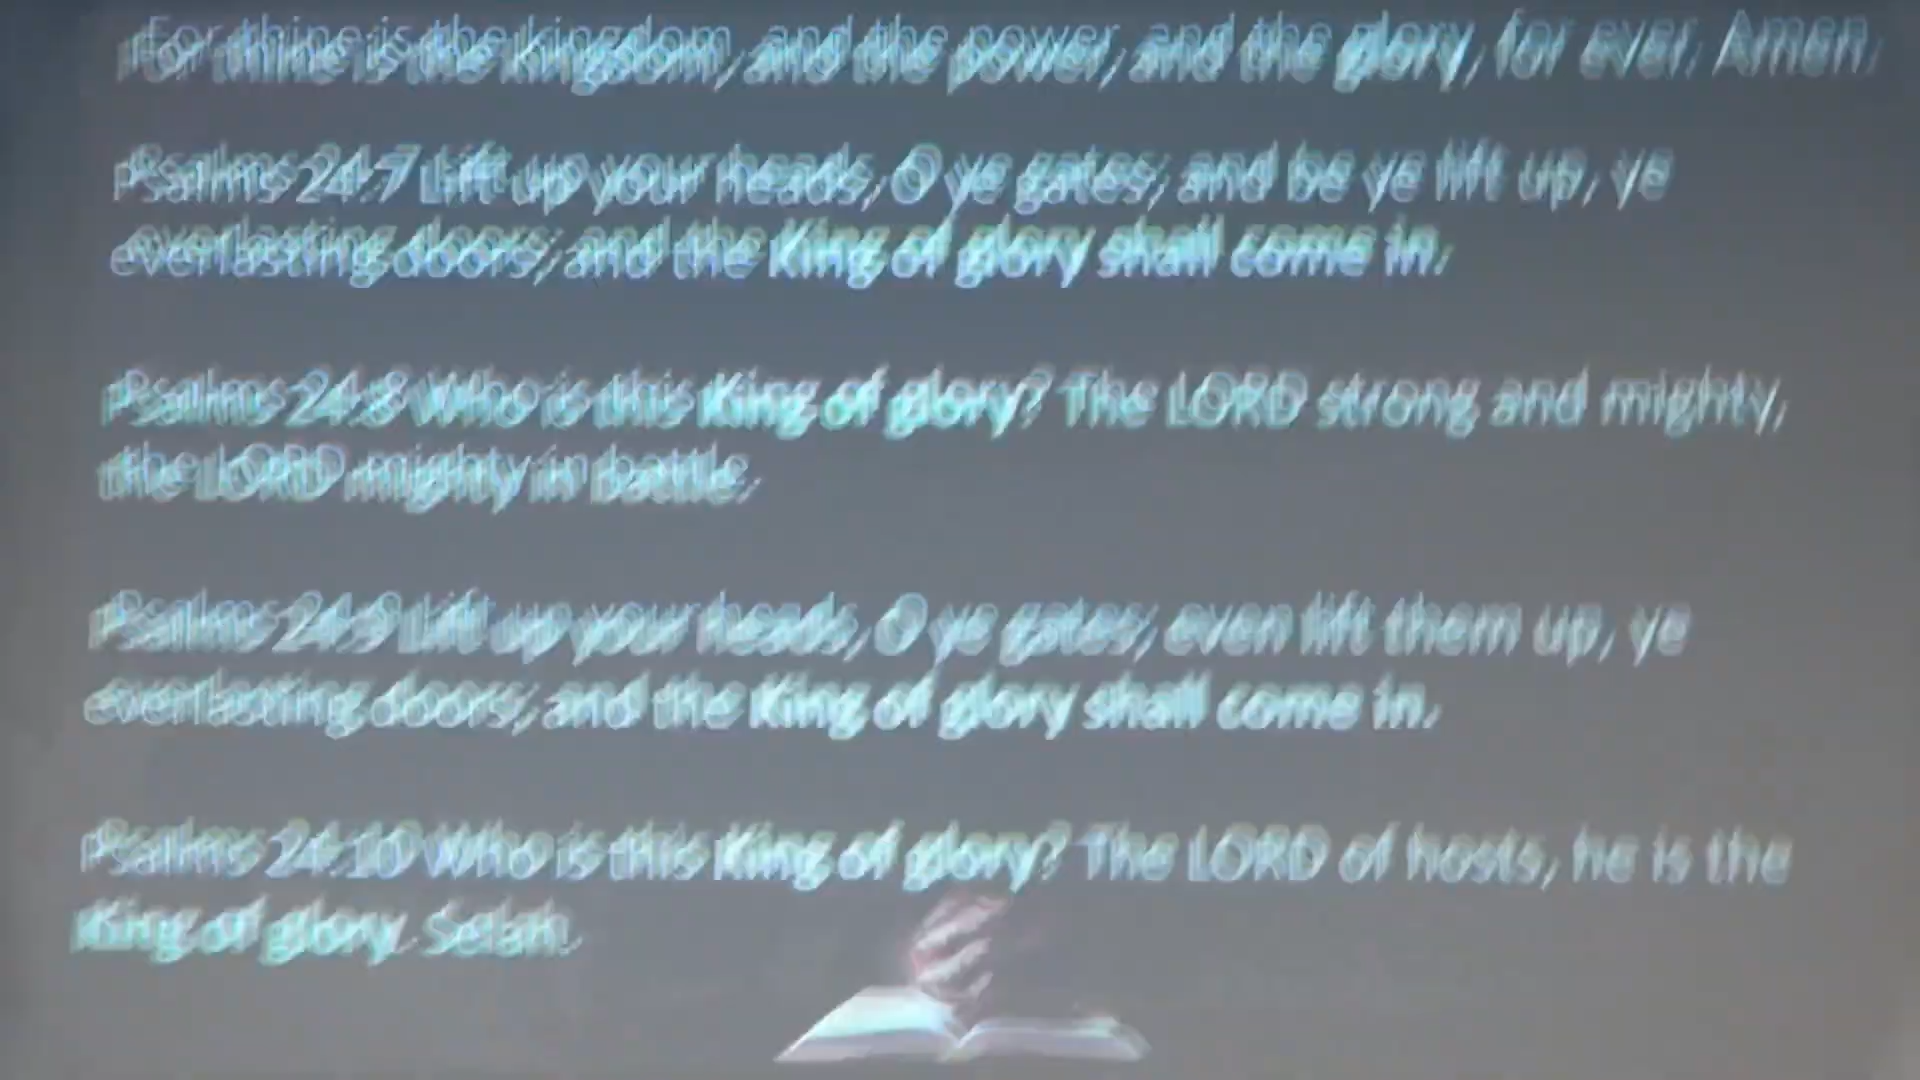 For thine is the kingdom, and the power, and the glory, for ever. Amen.
Psalms 24:7 Lift up your heads, O ye gates; and be ye lift up, ye
everlasting doors; and the King of glory shall come in.
Psalms 24:8 Who is this King of glory? The LORD strong and mighty,
the LORD mighty in battle.
Psalms 24:9 Lift up your heads, O ye gates; even lift them up, ye
everlasting doors; and the King of glory shall come in.
Psalms 24:10 Who is this King of glory? The LORD of hosts, he is the
King of glory. Selah.